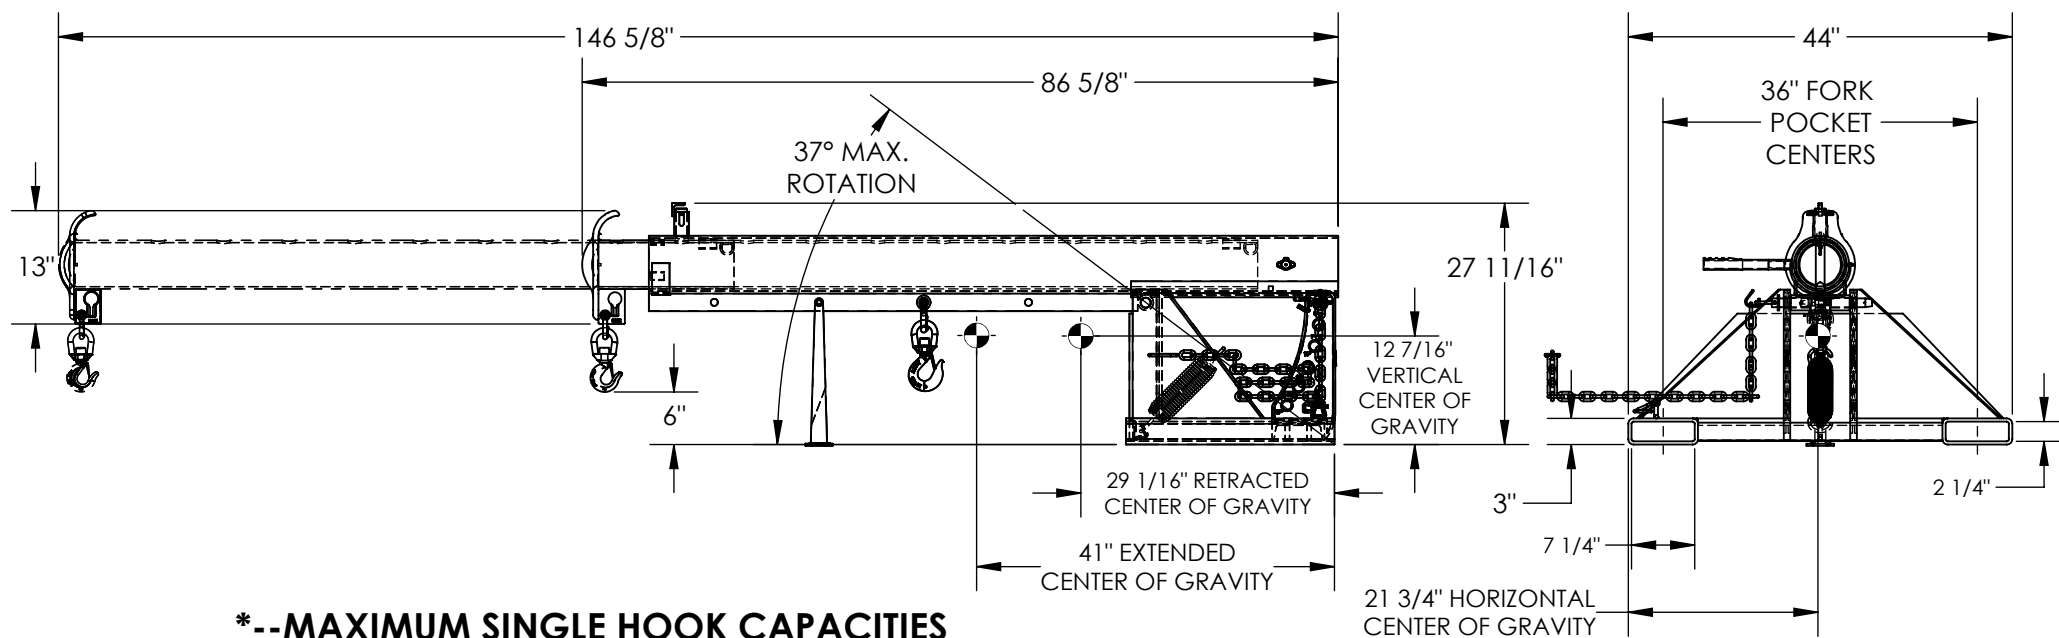 146 5/8"
44"
86 5/8"
36" FORK
POCKET
CENTERS
37° MAX.
ROTATION
13"
27 11/16"
12 7/16"
VERTICAL
CENTER OF
GRAVITY
6"
29 1/16" RETRACTED
CENTER OF GRAVITY
3"
2 1/4"
7 1/4"
41" EXTENDED
CENTER OF GRAVITY
21 3/4" HORIZONTAL
CENTER OF GRAVITY
*--MAXIMUM SINGLE HOOK CAPACITIES